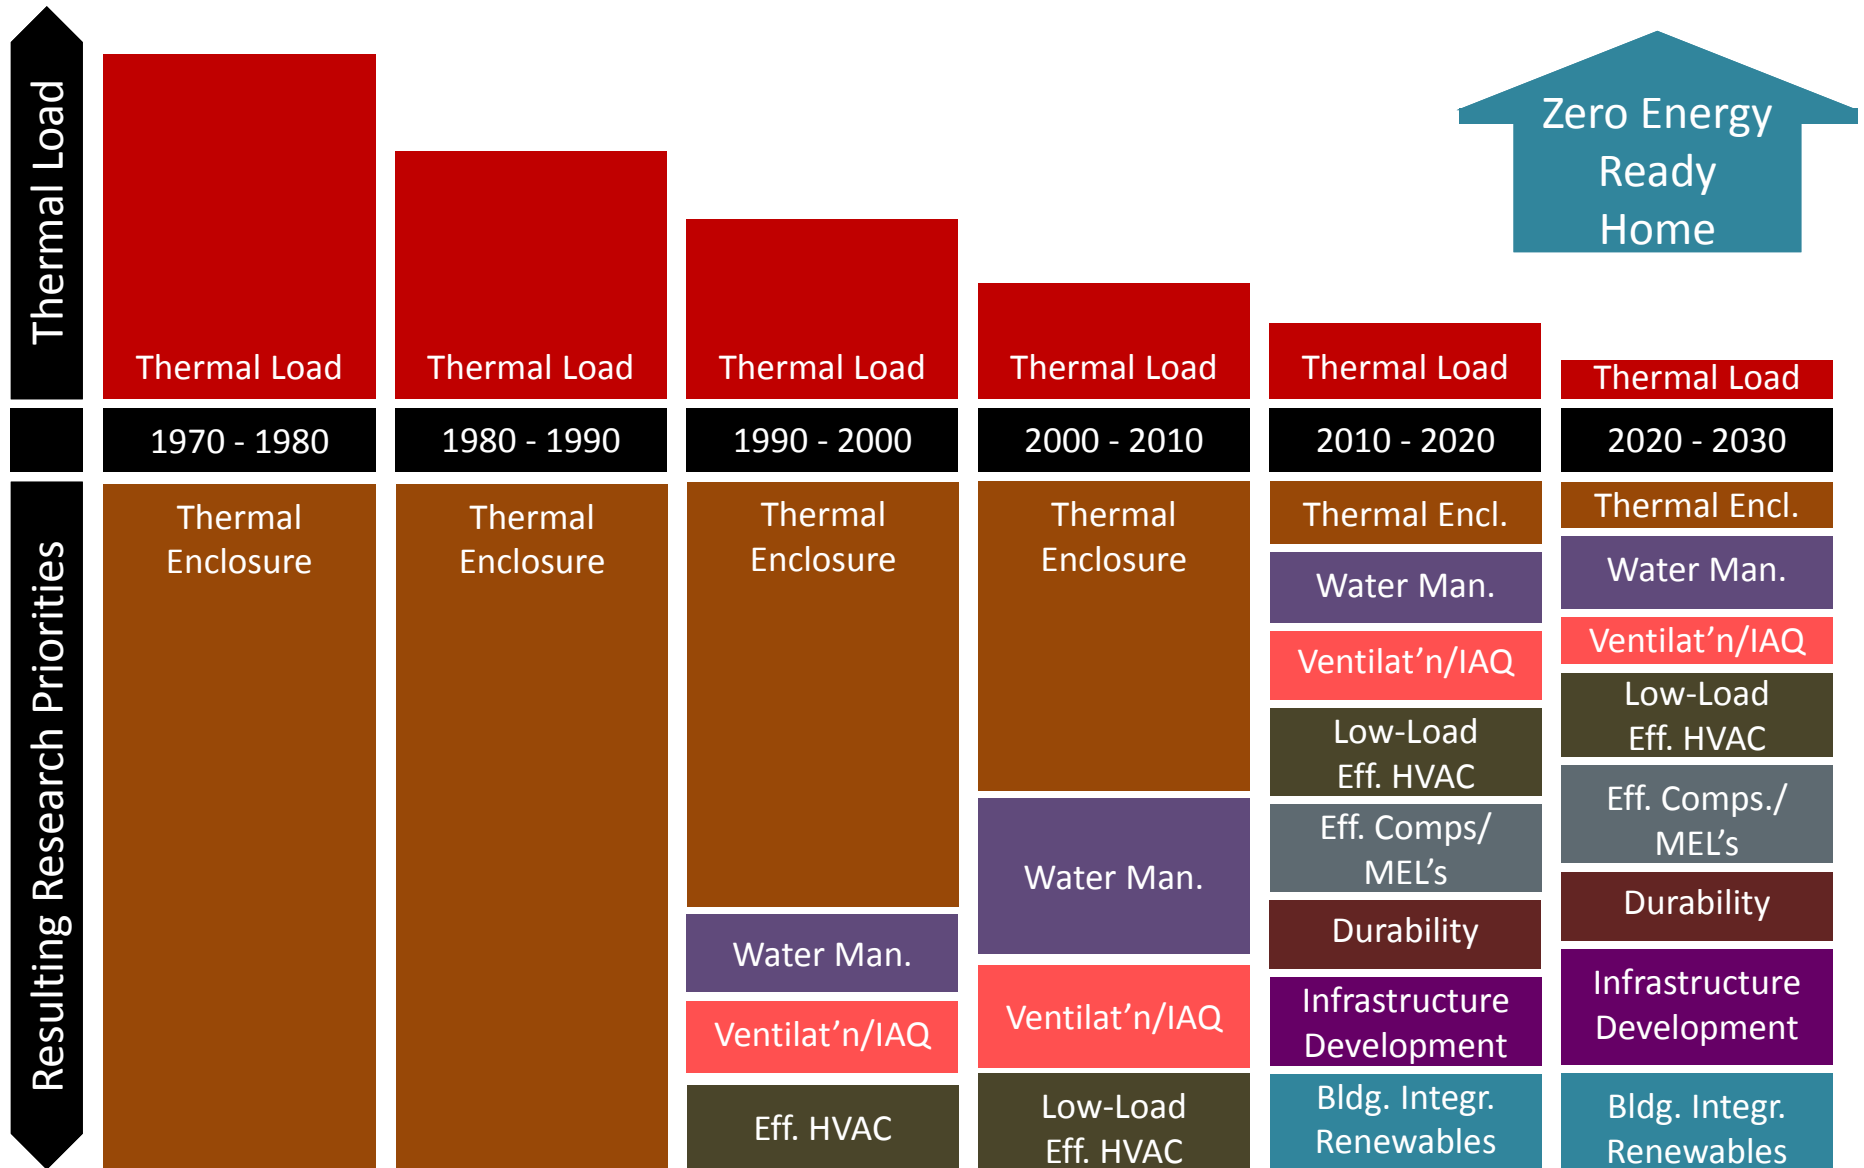 Thermal Load
Zero Energy
Ready
Home
Thermal Load
Thermal Load
Thermal Load
Thermal Load
Thermal Load
Thermal Load
1970 - 1980
1980 - 1990
1990 - 2000
2000 - 2010
2010 - 2020
2020 - 2030
Resulting Research Priorities
Thermal
Enclosure
Thermal
Enclosure
Thermal
Enclosure
Water Man.
Ventilat’n/IAQ
Eff. HVAC
Thermal
Enclosure
Water Man.
Ventilat’n/IAQ
Low-Load
Eff. HVAC
Thermal Encl.
Water Man.
Ventilat’n/IAQ
Low-Load
Eff. HVAC
Eff. Comps/
MEL’s
Durability
Infrastructure
Development
Bldg. Integr.
Renewables
Thermal Encl.
Water Man.
Ventilat’n/IAQ
Low-Load
Eff. HVAC
Eff. Comps./
MEL’s
Durability
Infrastructure
Development
Bldg. Integr.
Renewables